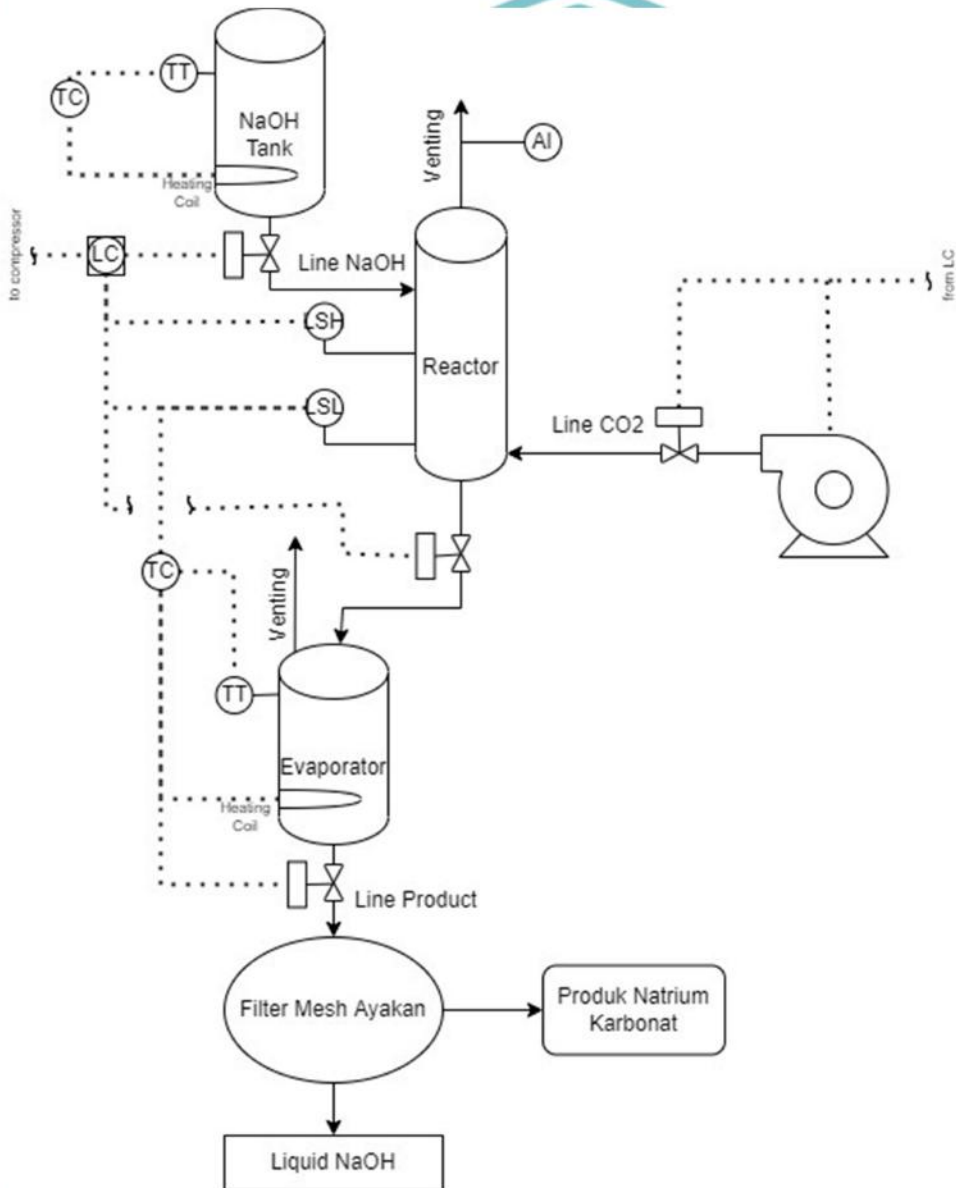 TT
TC
NaOH
Tank
Heating
Coil
Venting
AI
to compressor
LC
Line NaOH
from LC
LSH
Reactor
LSL
Line CO2
TC
Venting
TT
Evaporator
Heating
Coil
Line Product
Filter Mesh Ayakan
Produk Natrium
Karbonat
Liquid NaOH